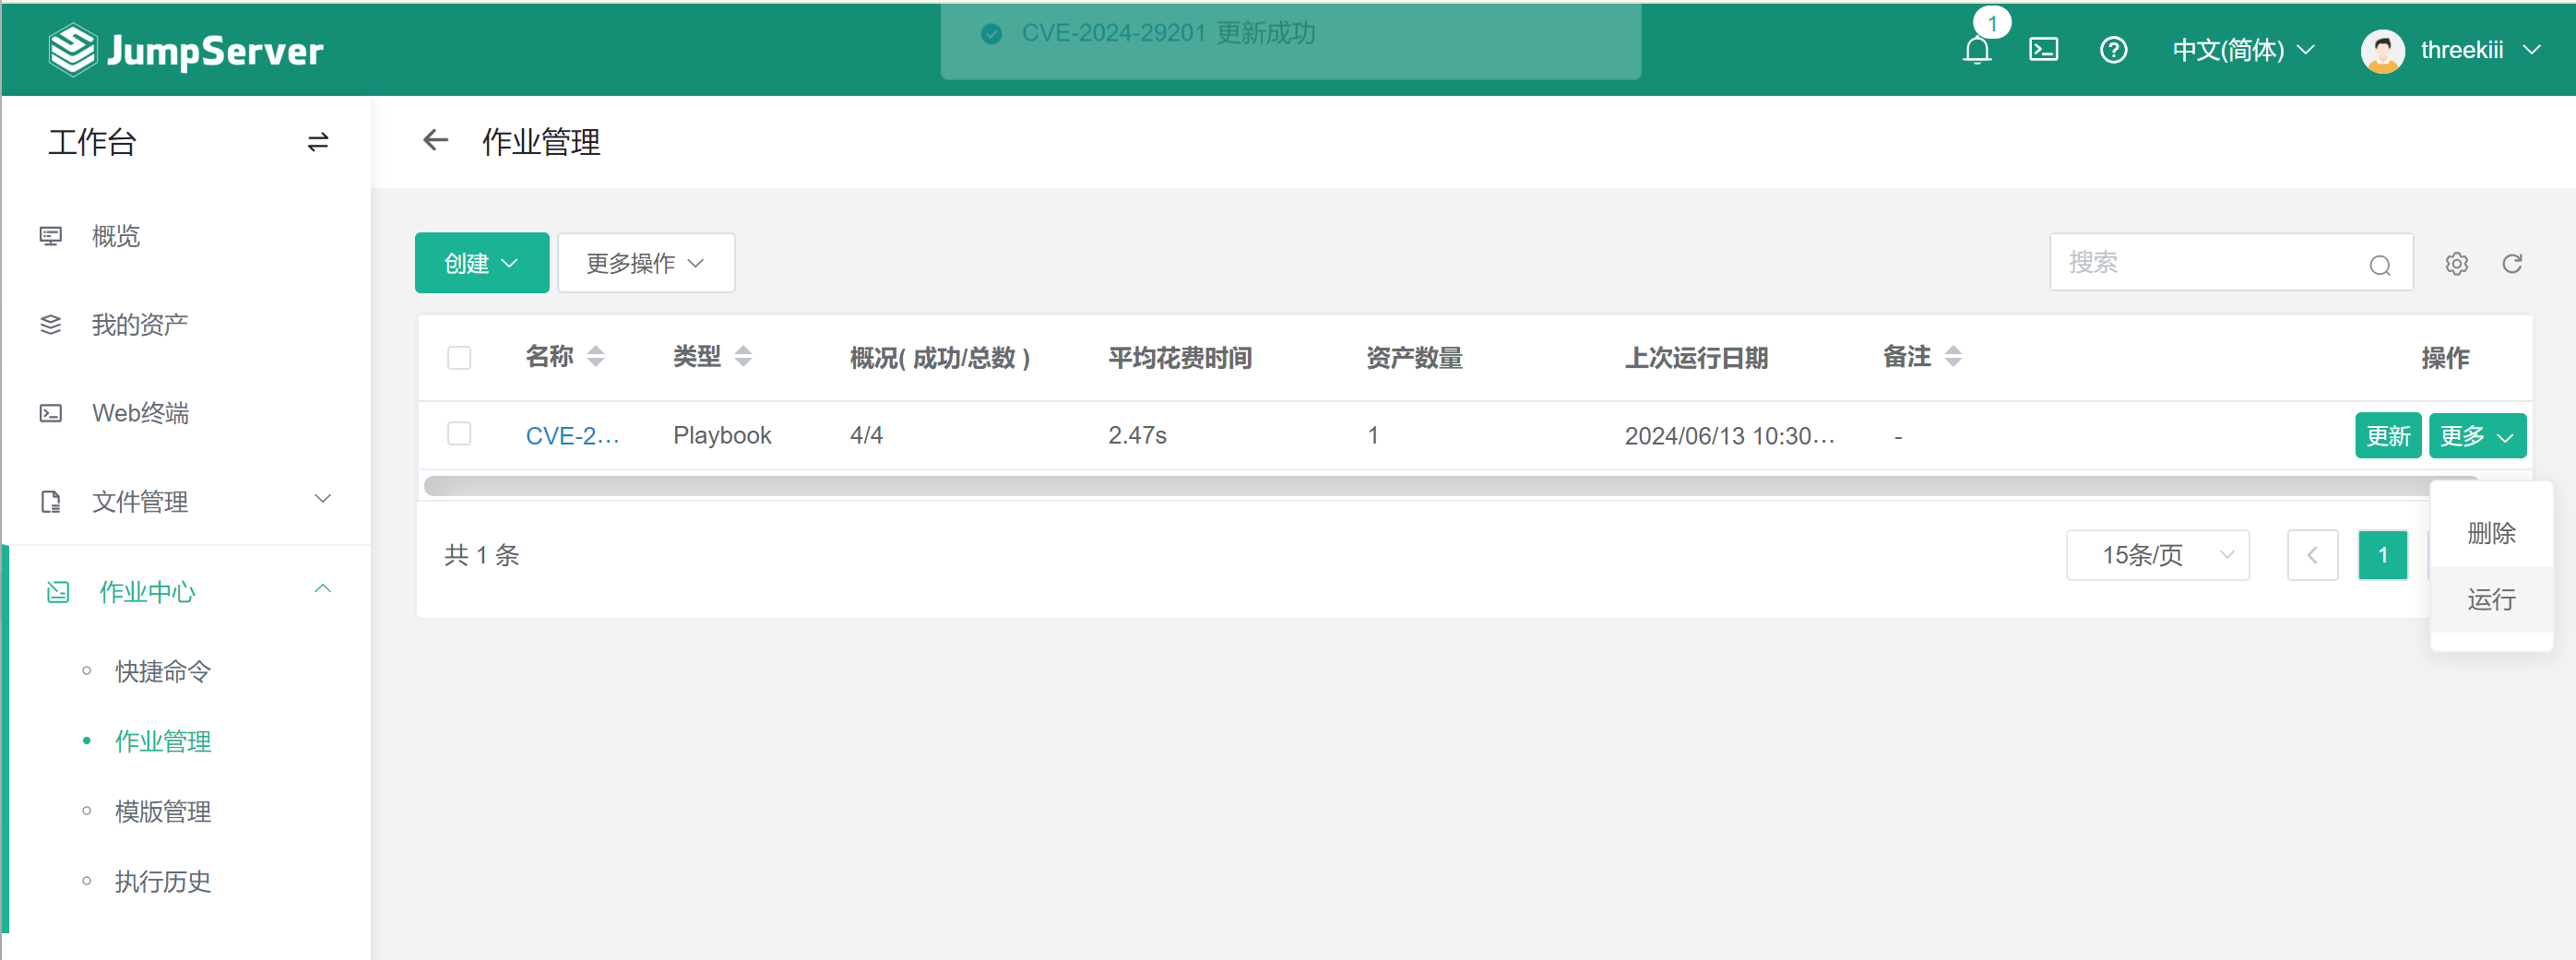 JumpServer
CVE-2024-29201 更新成功
1
中文(简体)
threekiii
工作台
作业管理
概览
我的资产
Web终端
文件管理
作业中心
快捷命令
作业管理
模版管理
执行历史
创建
更多操作
搜索
名称 类型 概况( 成功/总数 ) 平均花费时间 资产数量 上次运行日期 备注 操作
CVE-2... Playbook 4/4 2.47s 1 2024/06/13 10:30... - 更新 更多
共 1 条
15条/页
1
删除
运行